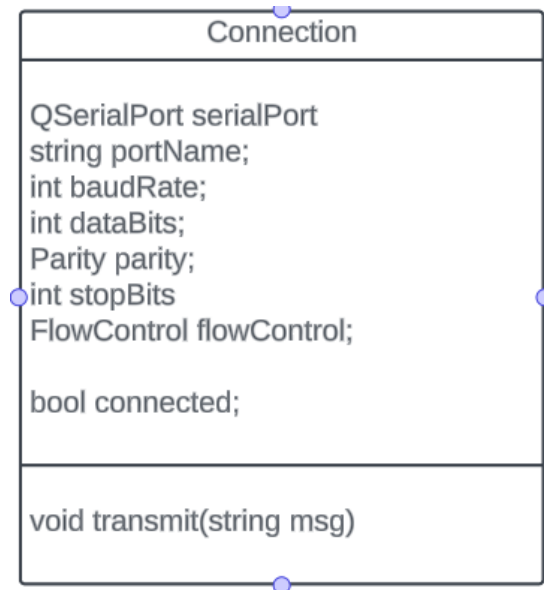 Connection
QSerialPort serialPort
string portName;
int baudRate;
int dataBits;
Parity parity;
int stopBits
FlowControl flowControl;
bool connected;
void transmit(string msg)